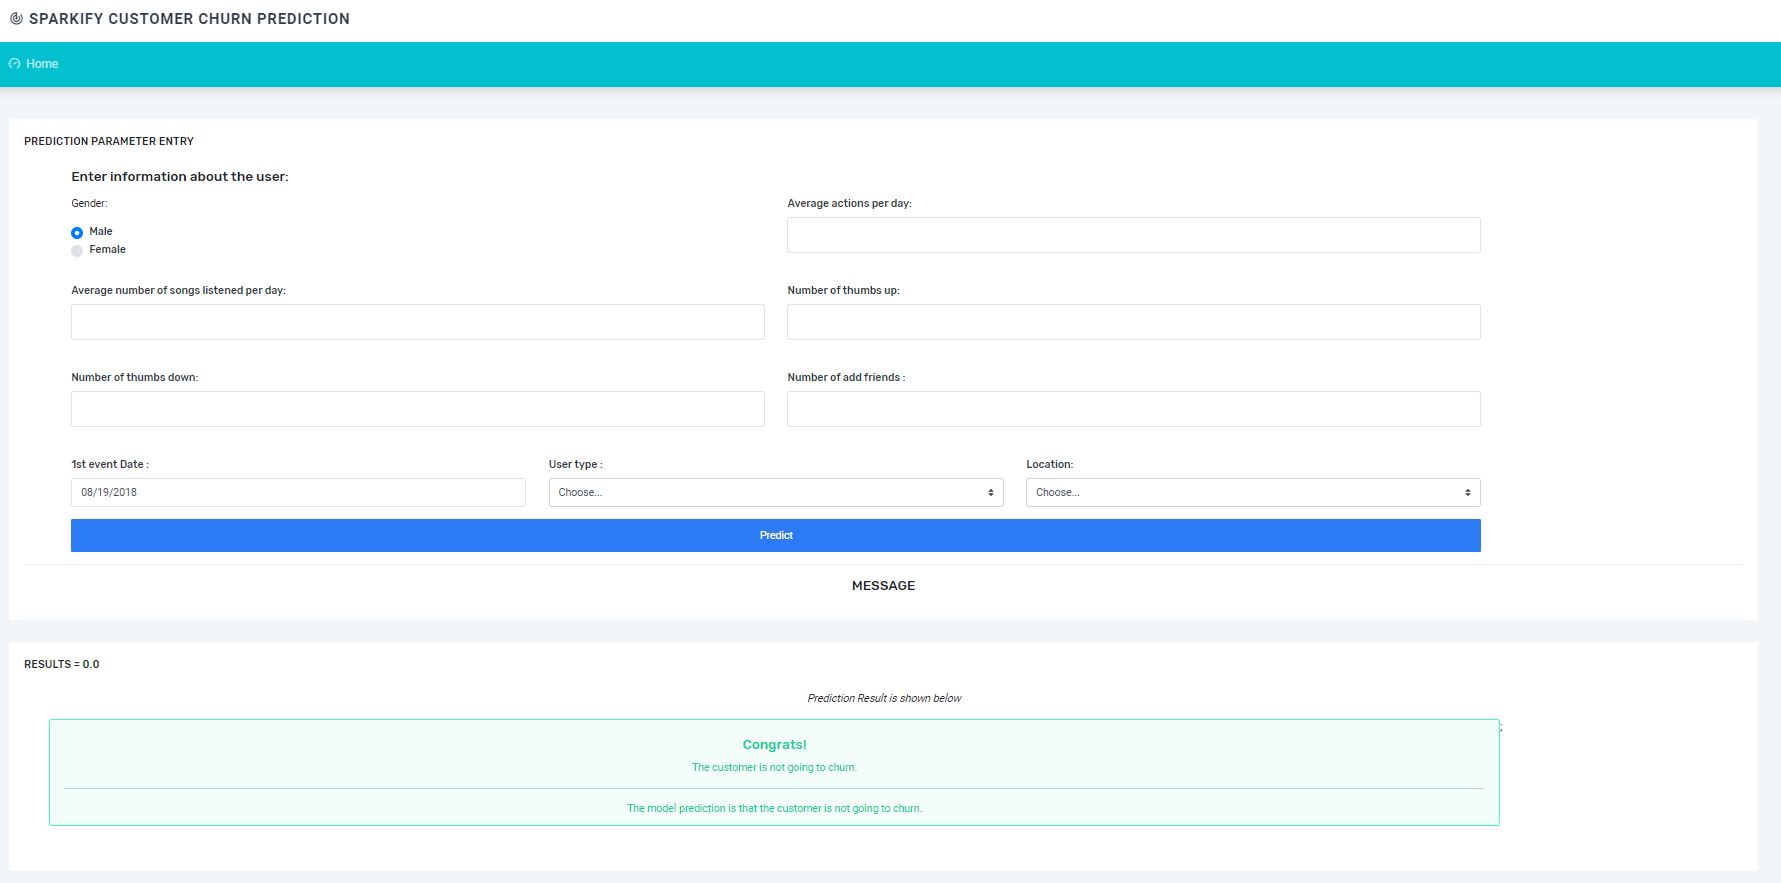 SPARKIFY CUSTOMER CHURN PREDICTION
Home
PREDICTION PARAMETER ENTRY
Enter information about the user:
Gender:
Male
Female
Average actions per day:
Average number of songs listened per day:
Number of thumbs up:
Number of thumbs down:
Number of add friends :
1st event Date :
08/19/2018
User type :
Choose...
Location:
Choose...
Predict
MESSAGE
RESULTS = 0.0
Prediction Result is shown below
;
Congrats!
The customer is not going to churn.
The model prediction is that the customer is not going to churn.